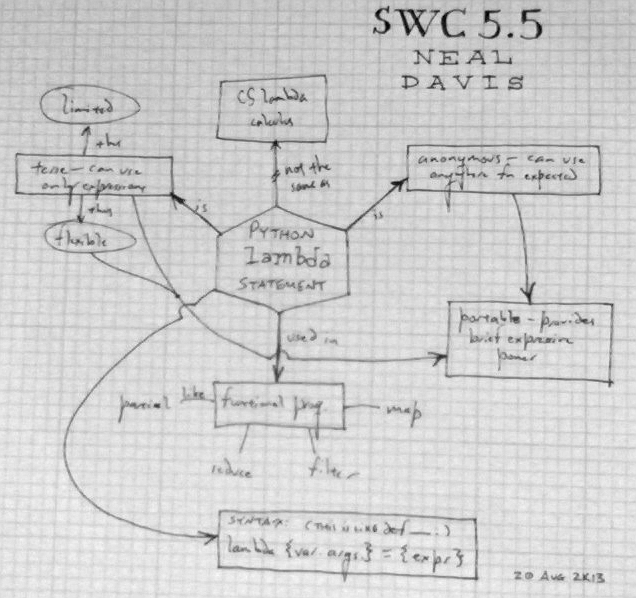 SWC 5.5
NEAL
DAVIS
limited
CS lambda
calculus
thus
not the
same as
terse – can use
only expressions
anonymous – can use
anywhere fn expected
thus
is
is
flexible
PYTHON
lambda
STATEMENT
portable – provides
brief expressive
power
used in
partial
like
functional prog.
map
reduce
filter
SYNTAX: (THIS IS LIKE def __:)
lambda {var. args.} = {expr}
20 AUG 2K13